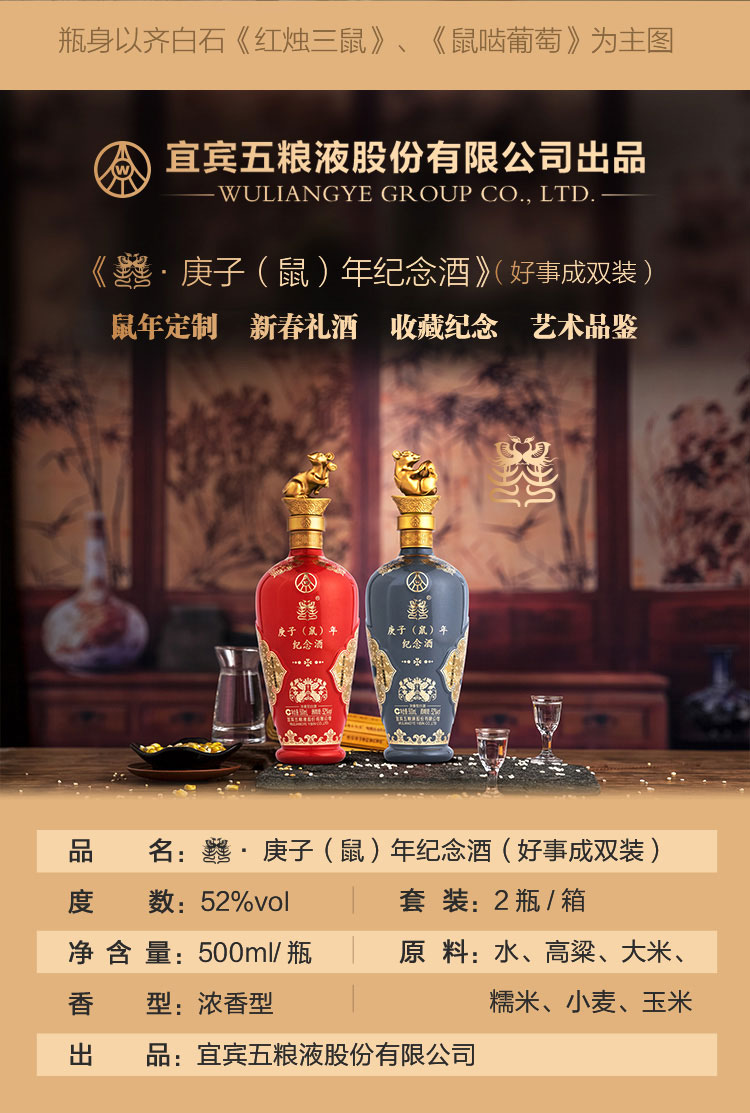 瓶身以齐白石《红烛三鼠》、《鼠啮葡萄》为主图
宜宾五粮液股份有限公司出品
WULIANGYE GROUP CO., LTD.
《囍·庚子（鼠）年纪念酒》（好事成双装）
鼠年定制 新春礼酒 收藏纪念 艺术品鉴
庚子（鼠）年
纪念酒
庚子（鼠）年
纪念酒
品名：囍·庚子（鼠）年纪念酒（好事成双装）
度数：52%vol 套装：2瓶/箱
净含量：500ml/瓶 原料：水、高粱、大米、
香型：浓香型 糯米、小麦、玉米
出品：宜宾五粮液股份有限公司